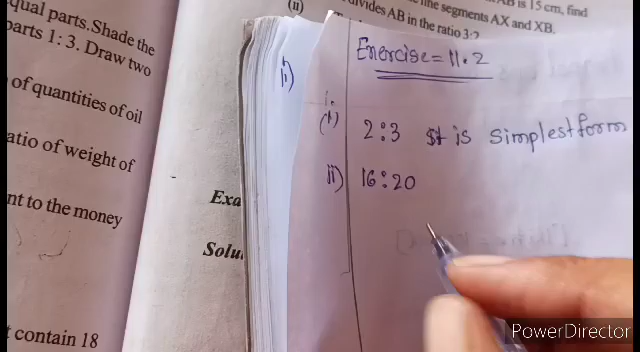 qual parts. Shade the
parts 1: 3. Draw two
of quantities of oil
atio of weight of
nt to the money
t contain 18
(ii)
AB is 15 cm, find
divides AB in the ratio 3:2
line segments AX and XB.
Exa
Solu
Exercise = 11.2
ii)
1.
(i) 2:3 It is simplest form
ii) 16:20
PowerDirector